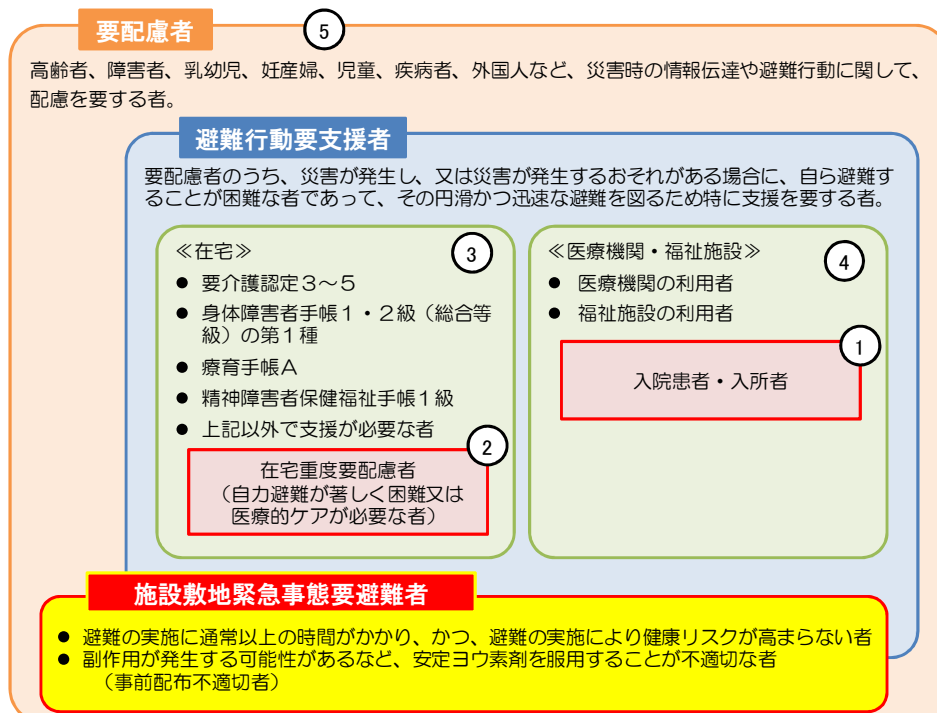 要配慮者
⑤
高齢者、障害者、乳幼児、妊産婦、児童、疾病者、外国人など、災害時の情報伝達や避難行動に関して、
配慮を要する者。
避難行動要支援者
要配慮者のうち、災害が発生し、又は災害が発生するおそれがある場合に、自ら避難す
ることが困難な者であって、その円滑かつ迅速な避難を図るため特に支援を要する者。
≪在宅≫
③
● 要介護認定３～５
● 身体障害者手帳１・２級（総合等
級）の第１種
● 療育手帳Ａ
● 精神障害者保健福祉手帳１級
● 上記以外で支援が必要な者
②
在宅重度要配慮者
（自力避難が著しく困難又は
医療的ケアが必要な者）
≪医療機関・福祉施設≫
④
● 医療機関の利用者
● 福祉施設の利用者
①
入院患者・入所者
施設敷地緊急事態要避難者
● 避難の実施に通常以上の時間がかかり、かつ、避難の実施により健康リスクが高まらない者
● 副作用が発生する可能性があるなど、安定ヨウ素剤を服用することが不適切な者
（事前配布不適切者）